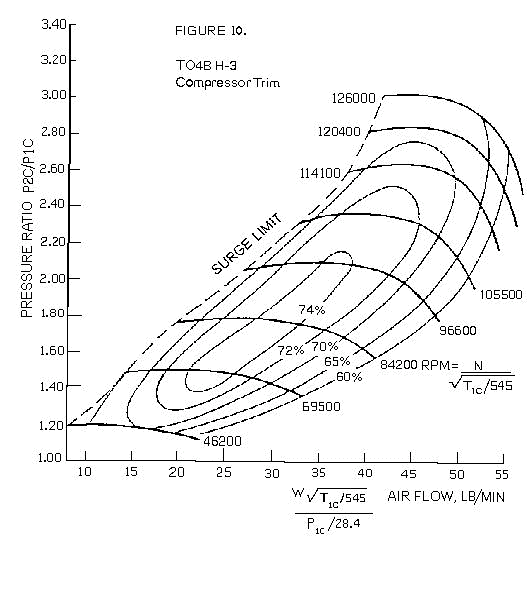 FIGURE 10.
TO4B H-3
Compressor Trim
PRESSURE RATIO P2C/P1C
3.40
3.20
3.00
2.80
2.60
2.40
2.20
2.00
1.80
1.60
1.40
1.20
1.00
126000
120400
114100
SURGE LIMIT
105500
96600
74%
72% 70%
65%
60%
84200 RPM= N
√T1C/545
69500
46200
10 15 20 25 30 35 40 45 50 55
W√T1C/545
P1C/28.4
AIR FLOW, LB/MIN